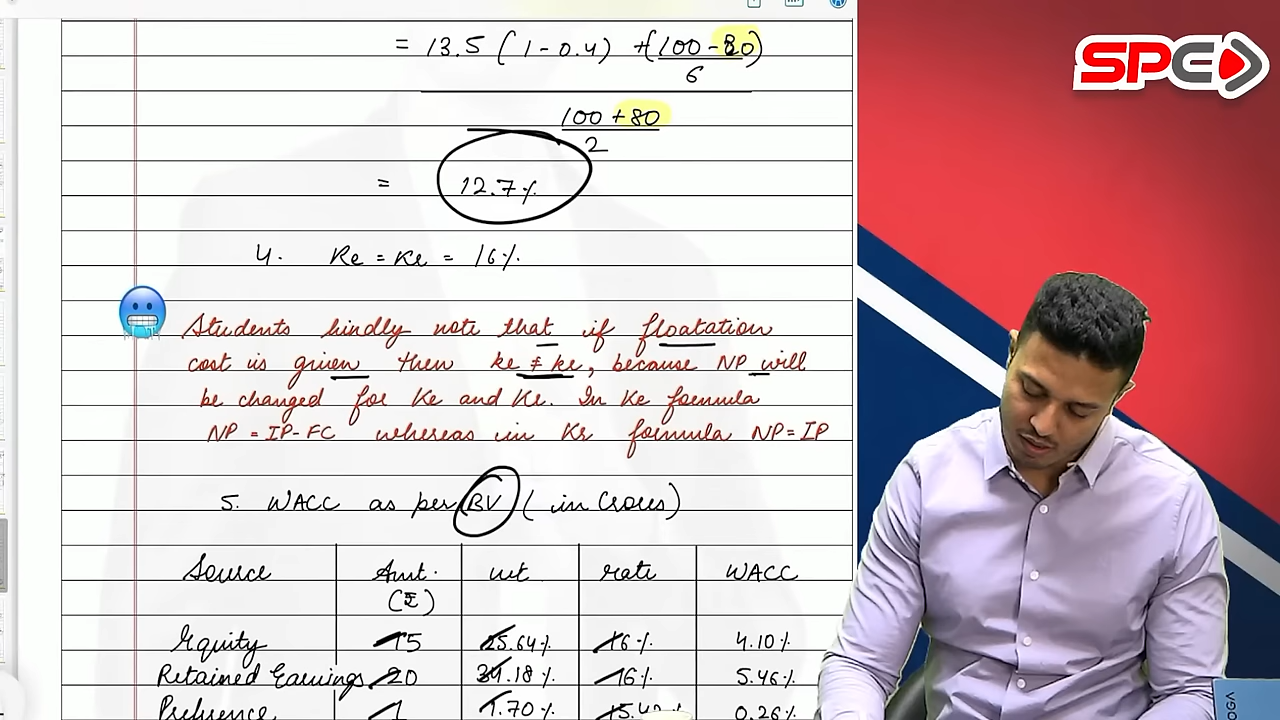 SPC
= 13.5 (1-0.4) + (100-80)
6
100 + 80
2
= 12.7%
4. Re = Ke = 16%
Students kindly note that if floatation
cost is given then ke ≠ ke, because NP will
be changed for Ke and Kr. In Ke formula
NP = IP-FC whereas in Kr formula NP = IP
5. WACC as per BV (in Crores)
Source Amt. (₹) wt rate WACC
Equity 15 25.64% 16% 4.10%
Retained Earnings 20 34.18% 16% 5.46%
Preference 1 1.70% 0.26%